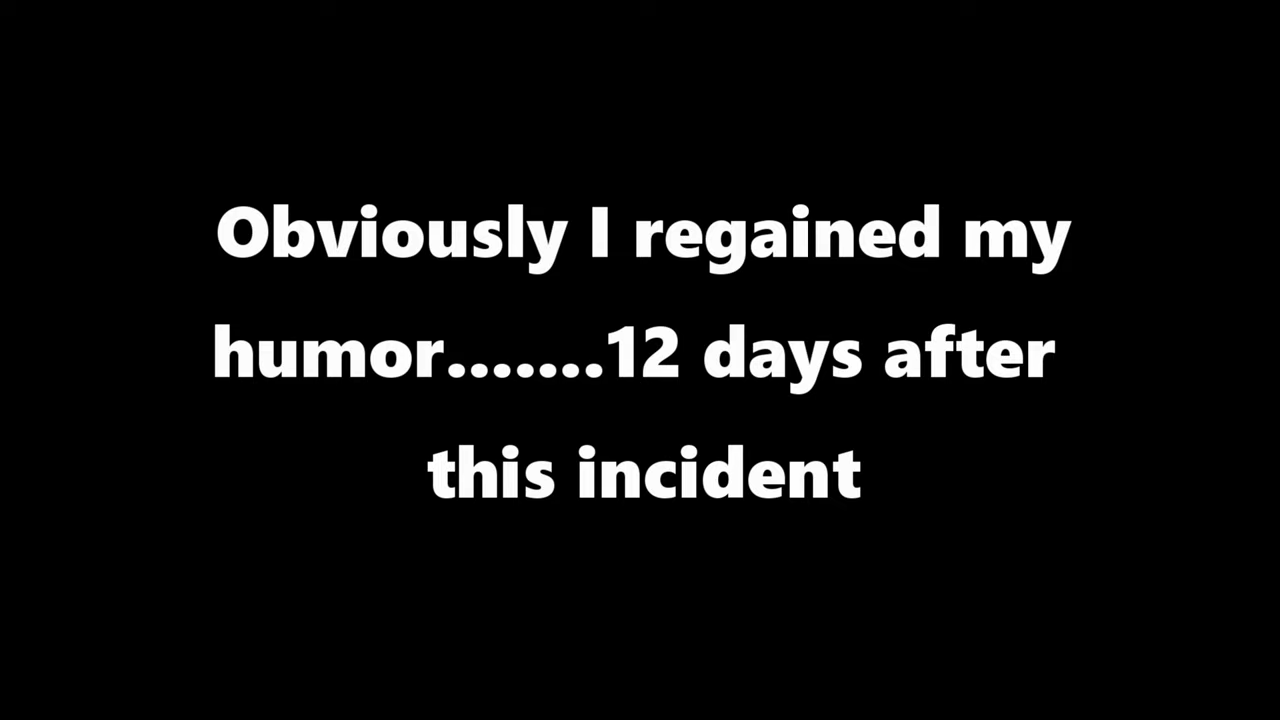 Obviously I regained my
humor.......12 days after
this incident